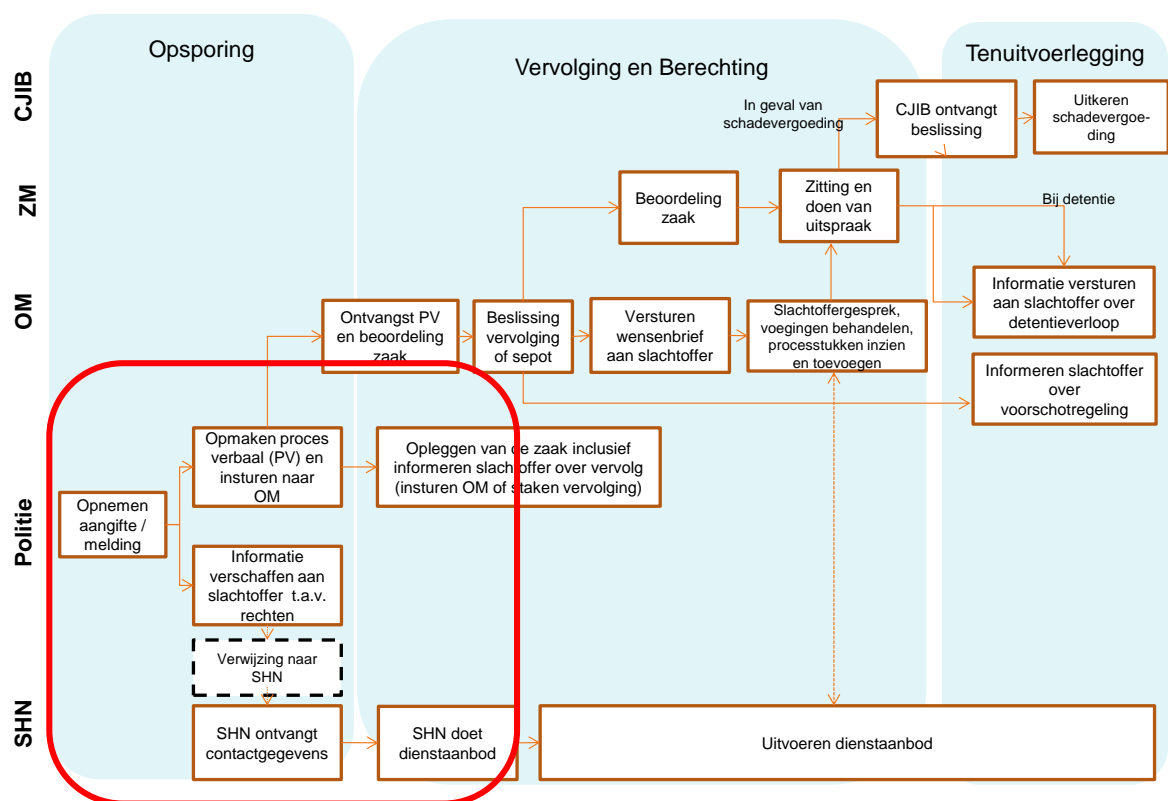 Opsporing
Vervolging en Berechting
Tenuitvoerlegging
CJIB
In geval van
schadevergoeding
CJIB ontvangt
beslissing
Uitkeren
schadevergoe-
ding
ZM
Beoordeling
zaak
Zitting en
doen van
uitspraak
Bij detentie
OM
Ontvangst PV
en beoordeling
zaak
Beslissing
vervolging
of sepot
Versturen
wensenbrief
aan slachtoffer
Slachtoffergesprek,
voegingen behandelen,
processtukken inzien
en toevoegen
Informatie versturen
aan slachtoffer over
detentieverloop
Informeren slachtoffer
over
voorschotregeling
Politie
Opnemen
aangifte /
melding
Opmaken proces
verbaal (PV) en
insturen naar
OM
Opleggen van de zaak inclusief
informeren slachtoffer over vervolg
(insturen OM of staken vervolging)
Informatie
verschaffen aan
slachtoffer t.a.v.
rechten
Verwijzing naar
SHN
SHN
SHN ontvangt
contactgegevens
SHN doet
dienstaanbod
Uitvoeren dienstaanbod